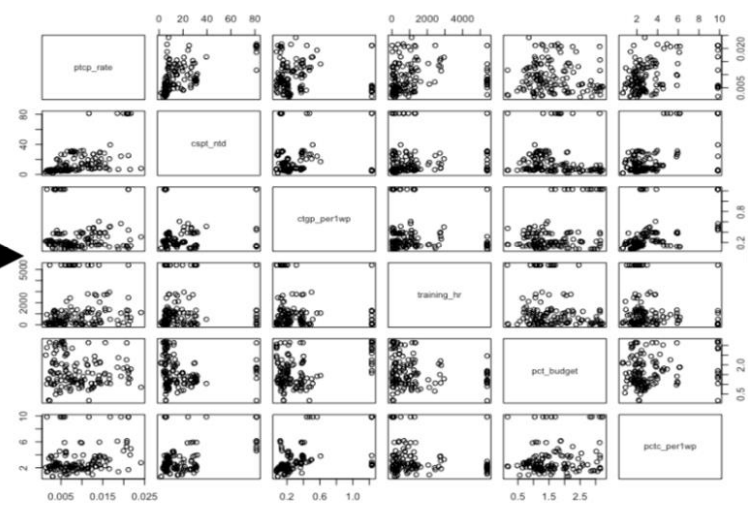 0 20 40 60 80
0 2000 4000
2 4 6 8 10
ptcp_rate
0.005 0.020
0 40 80
cspt_ntd
ctgp_per1wp
0.2 0.8
0 2000 5000
training_hr
pct_budget
0.5 2.0
2 6 10
pctc_per1wp
0.005 0.015 0.025
0.2 0.6 1.0
0.5 1.5 2.5